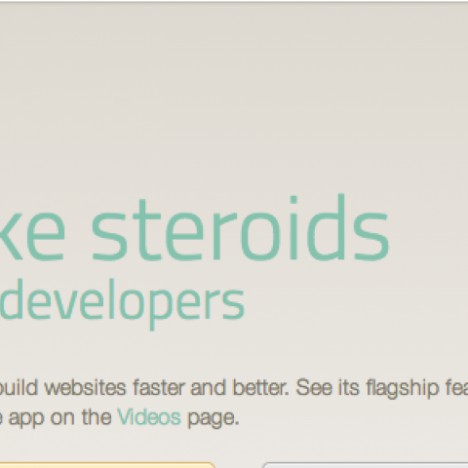 ke steroids
developers
build websites faster and better. See its flagship fea
e app on the Videos page.